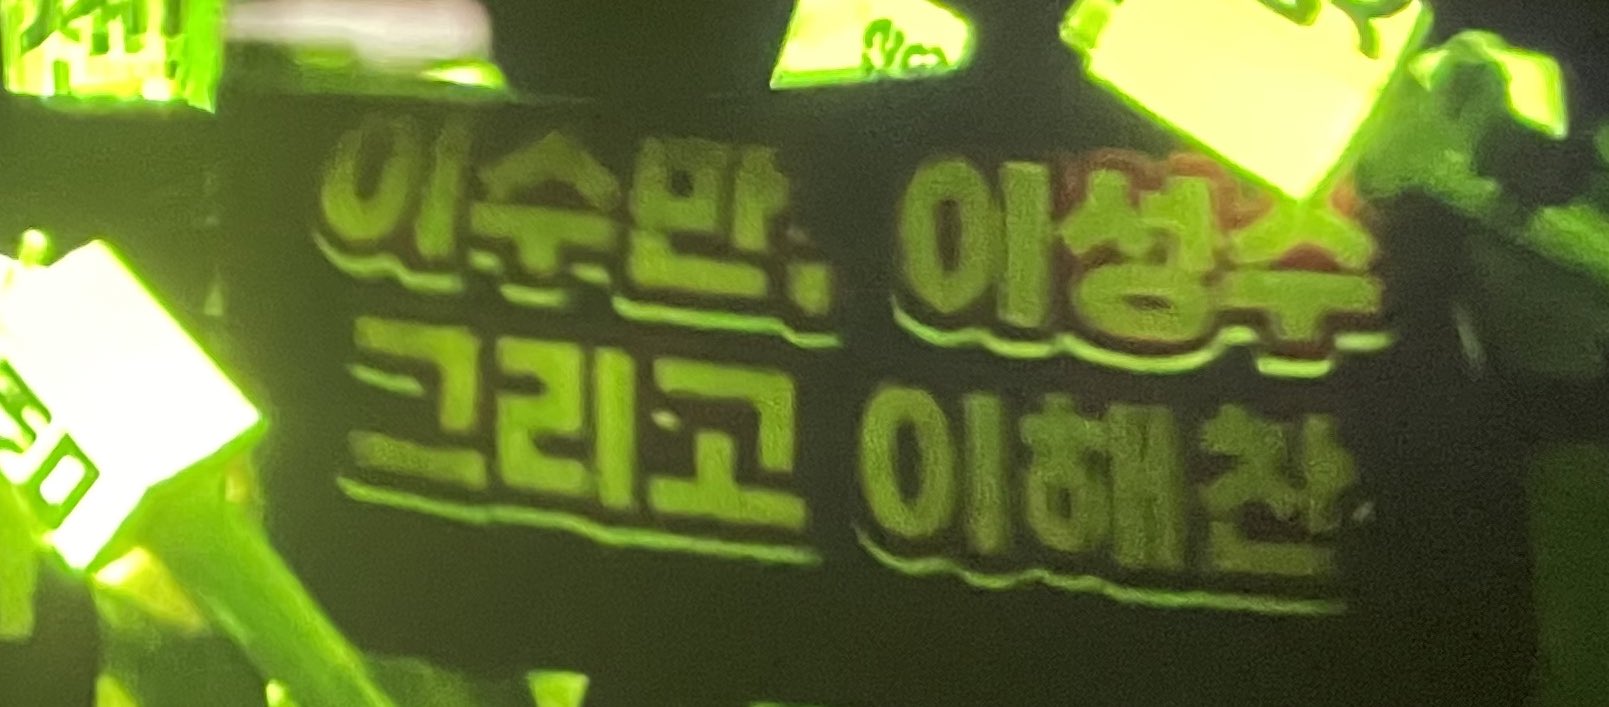 이수만, 이성수
그리고 이해찬